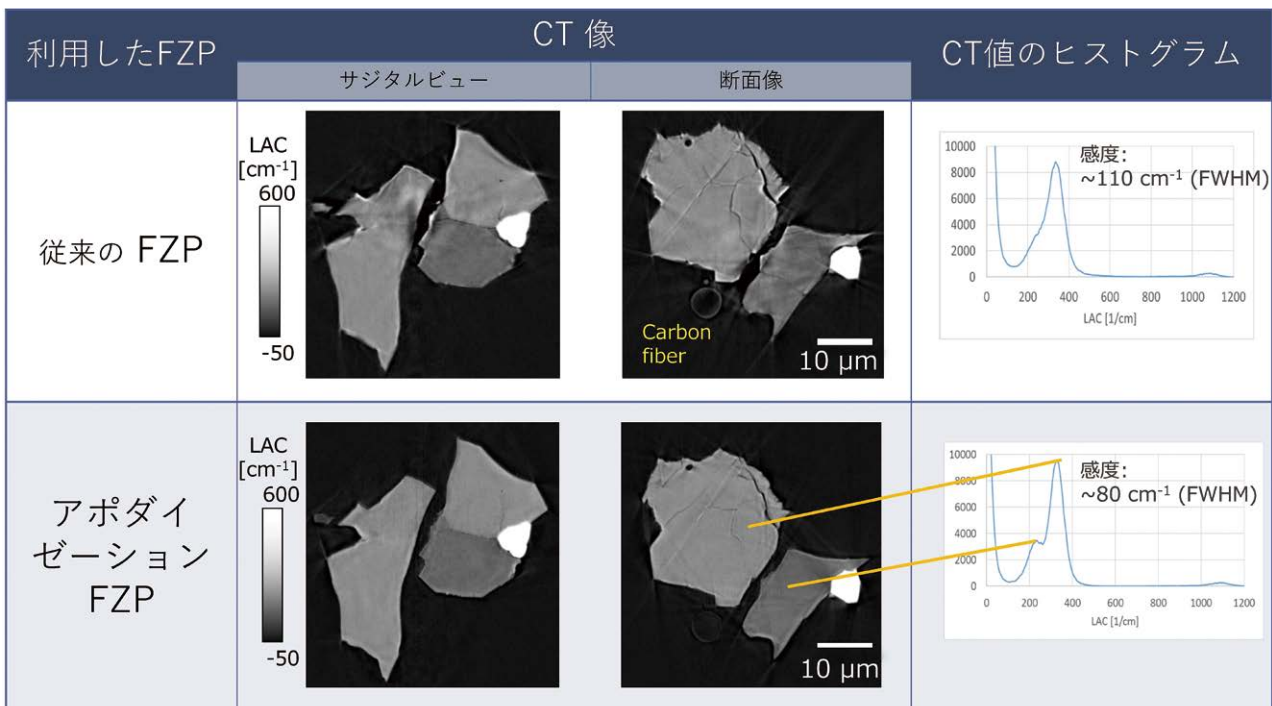 利用したFZP
CT 像
CT値のヒストグラム
サジタルビュー
断面像
従来の FZP
LAC
[cm⁻¹]
600
-50
Carbon
fiber
10 μm
10000
8000
6000
4000
2000
0
感度:
~110 cm⁻¹ (FWHM)
0 200 400 600 800 1000 1200
LAC [1/cm]
アポダイ
ゼーション
FZP
LAC
[cm⁻¹]
600
-50
10 μm
10000
8000
6000
4000
2000
0
感度:
~80 cm⁻¹ (FWHM)
0 200 400 600 800 1000 1200
LAC [1/cm]